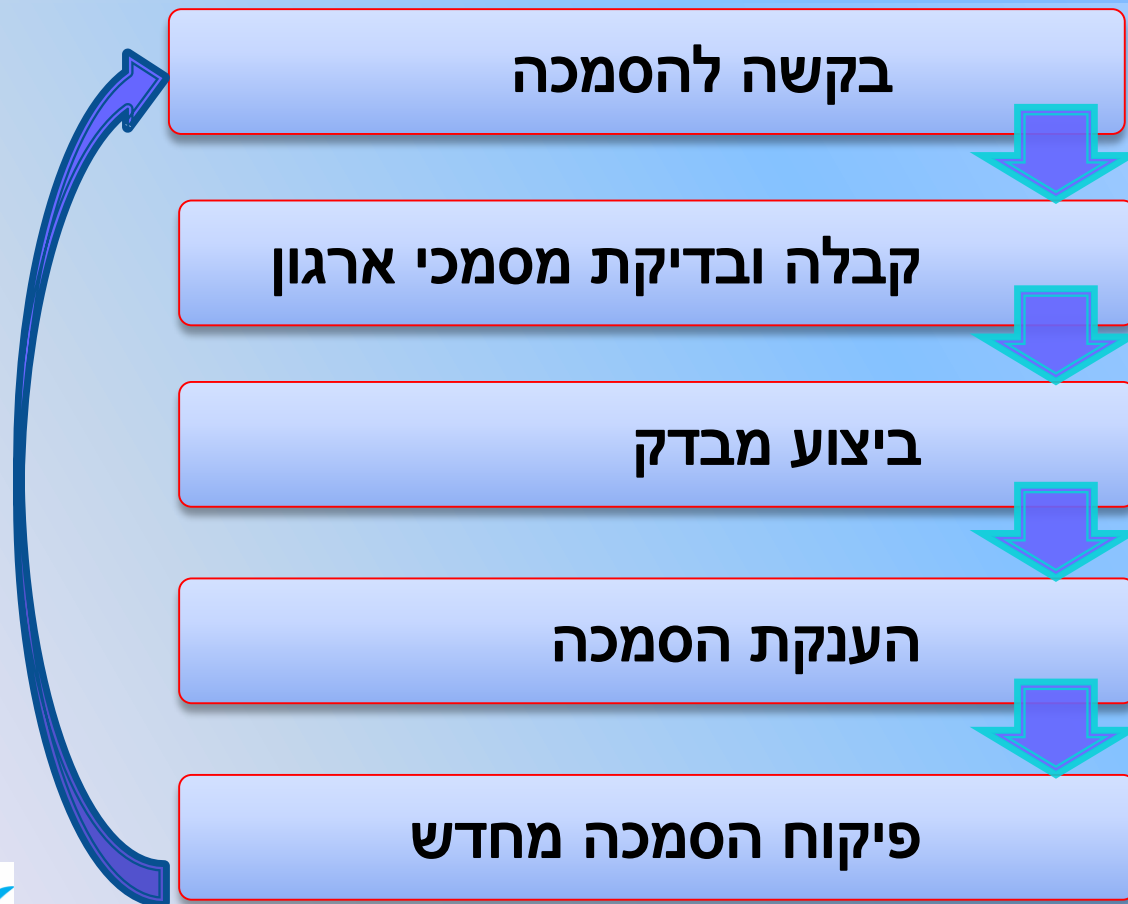 בקשה להסמכה
קבלה ובדיקת מסמכי ארגון
ביצוע מבדק
הענקת הסמכה
פיקוח הסמכה מחדש